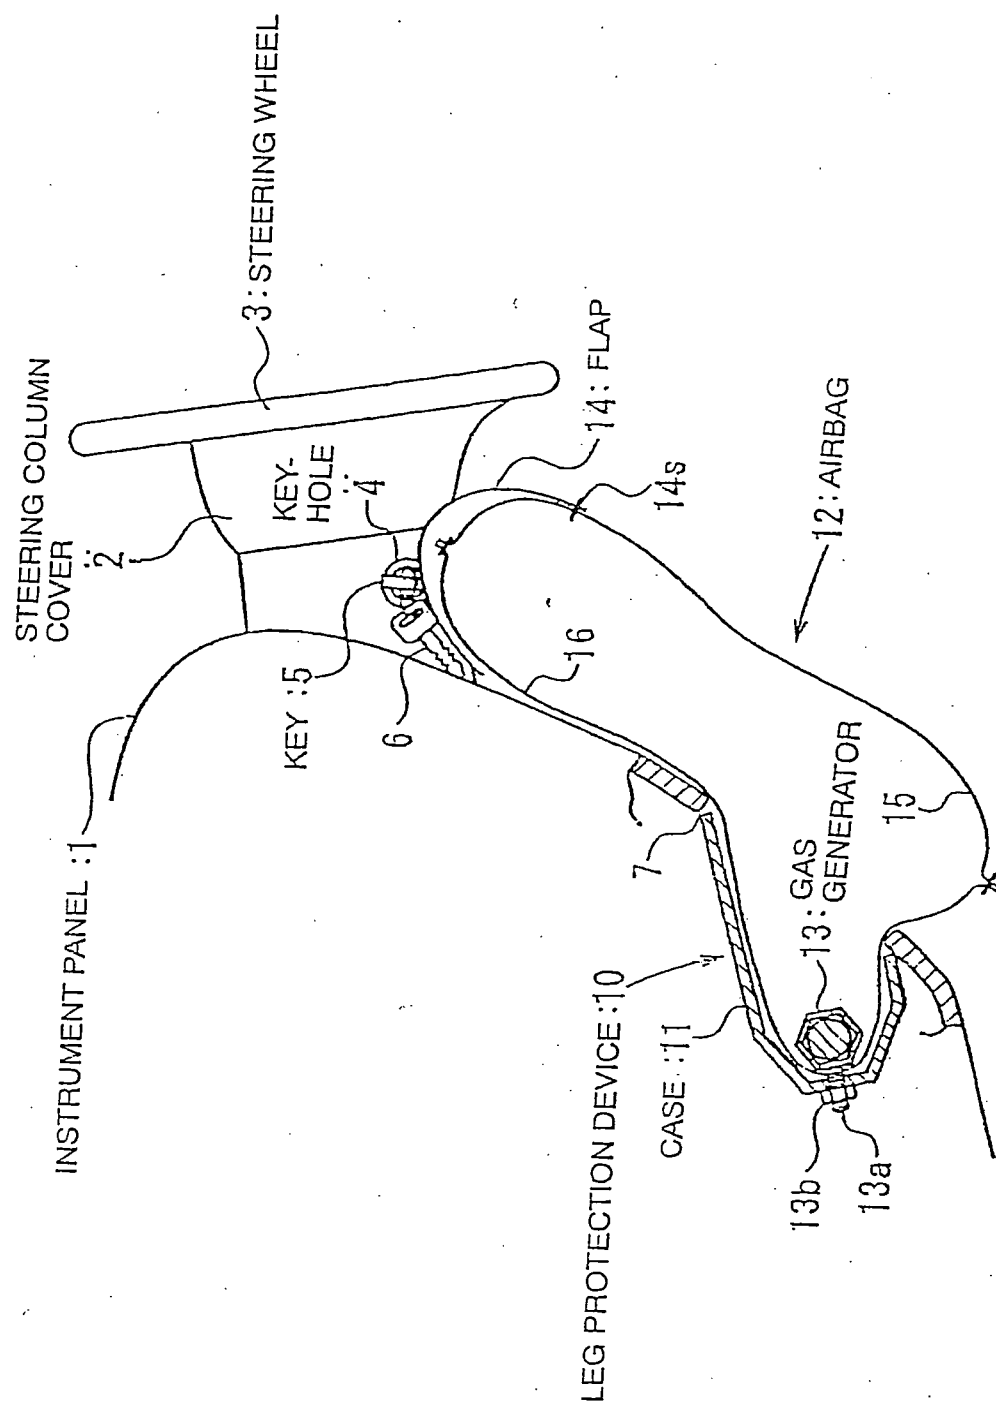 STEERING COLUMN
COVER
:2
3:STEERING WHEEL
INSTRUMENT PANEL :1
KEY-
HOLE
:4
KEY :5
6
14: FLAP
14s
12: AIRBAG
16
7
15
13: GAS
GENERATOR
LEG PROTECTION DEVICE :10
CASE :11
13b
13a